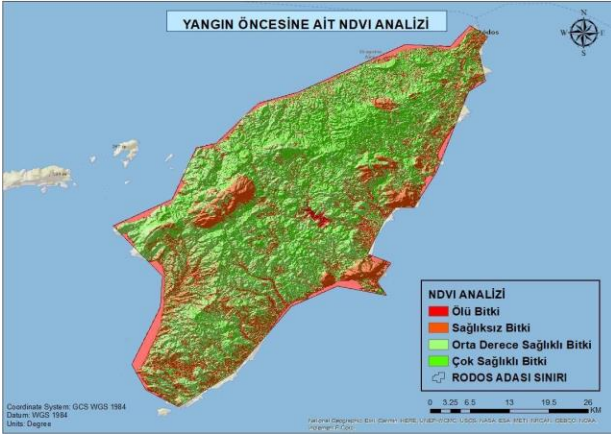 YANGIN ÖNCESİNE AİT NDVI ANALİZİ
N
W
E
S
NDVI ANALİZİ
Ölü Bitki
Sağlıksız Bitki
Orta Derece Sağlıklı Bitki
Çok Sağlıklı Bitki
RODOS ADASI SINIRI
0 3.25 6.5 13 19.5 26
KM
Coordinate System: GCS WGS 1984
Datum: WGS 1984
Units: Degree